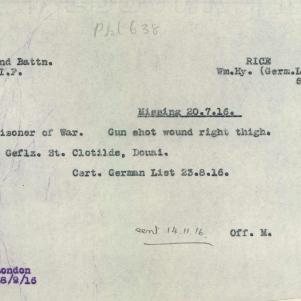 nd Battn. RICE
I.F. Wm.Hy. (Germ.L
Missing 20.7.16.
isoner of War. Gun shot wound right thigh.
Geflz. St. Clotilde, Douai.
Cert. German List 23.8.16.
sent 14.11.16 Off. M.
London
8/9/16